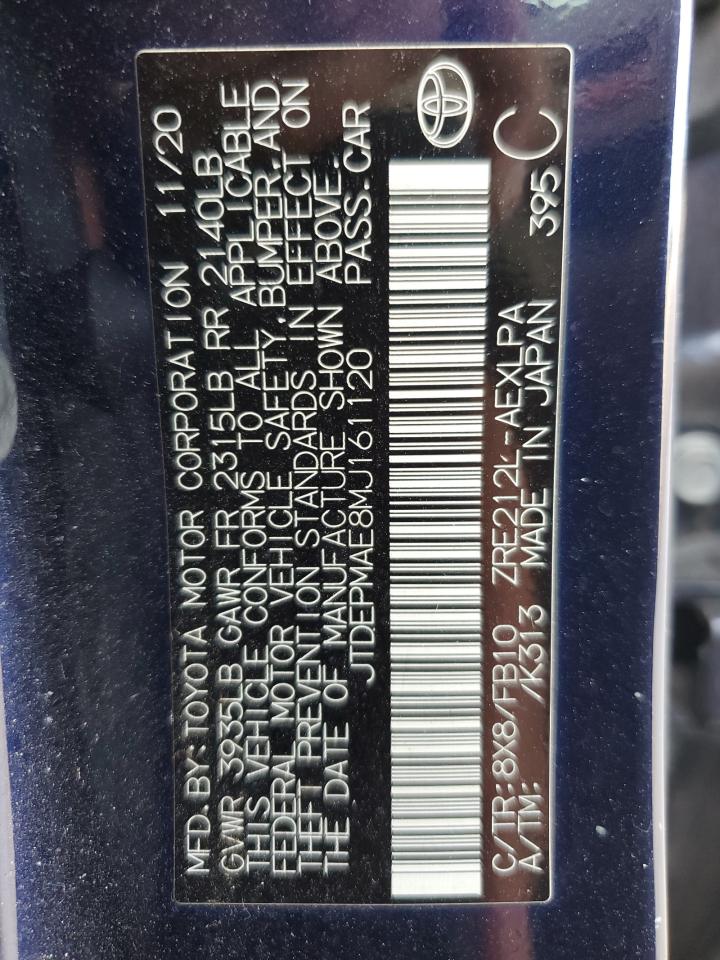 MFD. BY: TOYOTA MOTOR CORPORATION 11/20
GVWR 3935LB GAWR FR 2315LB RR 2140LB
THIS VEHICLE CONFORMS TO ALL APPLICABLE
FEDERAL MOTOR VEHICLE SAFETY, BUMPER, AND
THEFT PREVENTION STANDARDS IN EFFECT ON
THE DATE OF MANUFACTURE SHOWN ABOVE.
JTDEPMAE8MJ161120 PASS. CAR
C/TR: 8X8/FB10 ZRE212L-AEXLPA
A/TM: /K313 MADE IN JAPAN 395 C